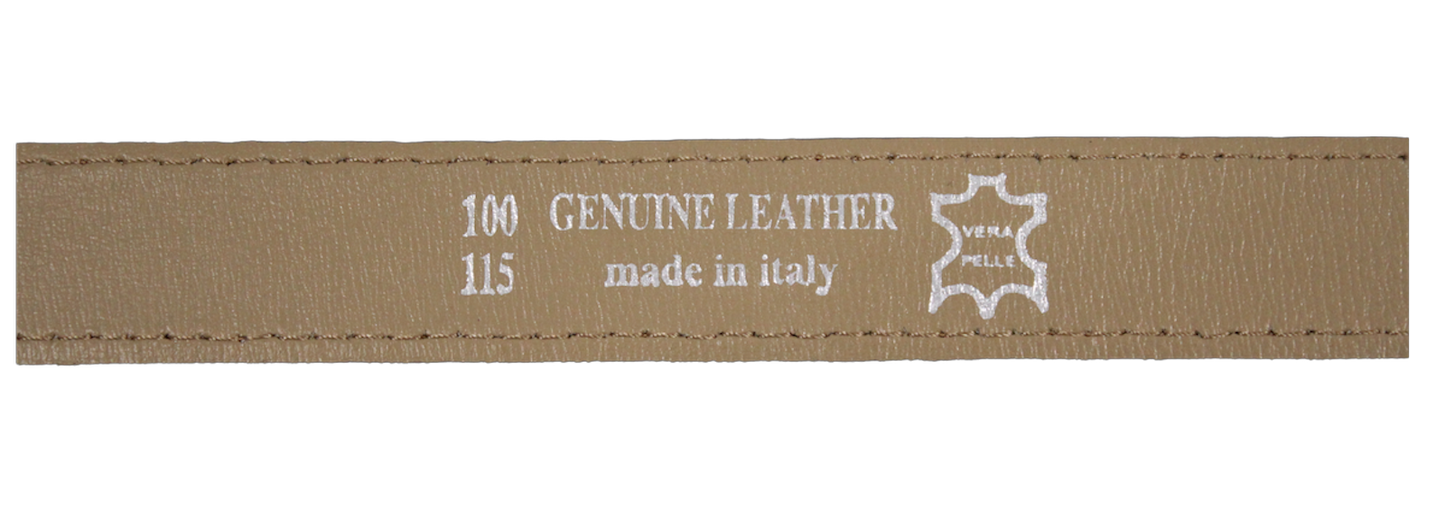 100 GENUINE LEATHER
115 made in italy
VERA
PELLE